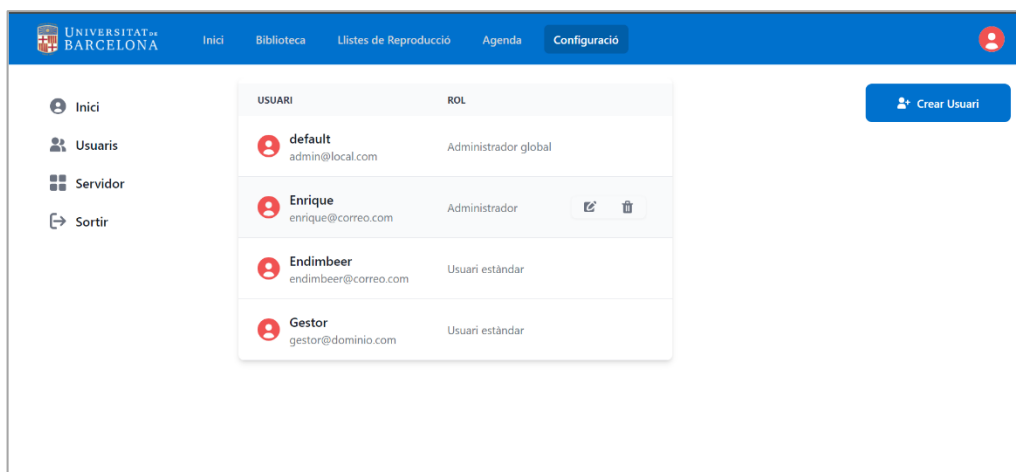 UNIVERSITAT DE
BARCELONA
Inici Biblioteca Llistes de Reproducció Agenda Configuració
Inici
Usuaris
Servidor
Sortir
USUARI ROL
default
admin@local.com
Administrador global
Enrique
enrique@correo.com
Administrador
Endimbeer
endimbeer@correo.com
Usuari estàndar
Gestor
gestor@dominio.com
Usuari estàndar
Crear Usuari